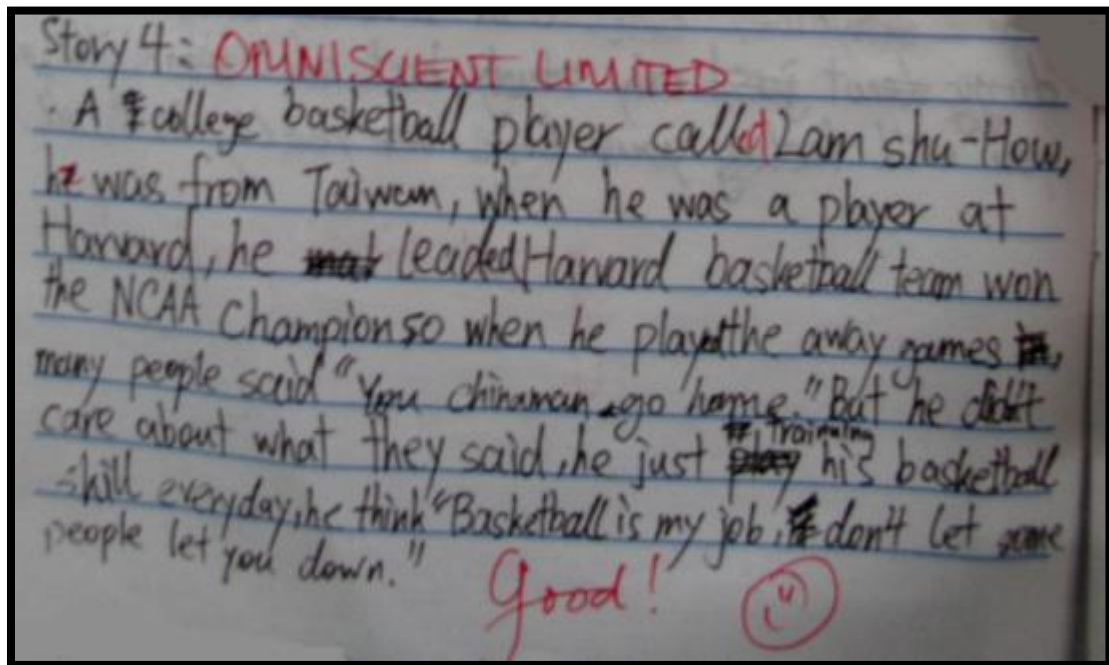 Story 4: OMNISCIENT LIMITED
A college basketball player called Lam shu-How,
he was from Taiwan, when he was a player at
Harvard, he leaded Harvard basketball team won
the NCAA Champion so when he played the away games,
many people said "You chinaman go home." But he didn't
care about what they said, he just Trainning his basketball
skill everyday, he think "Basketball is my job, don't let some
people let you down."
Good!